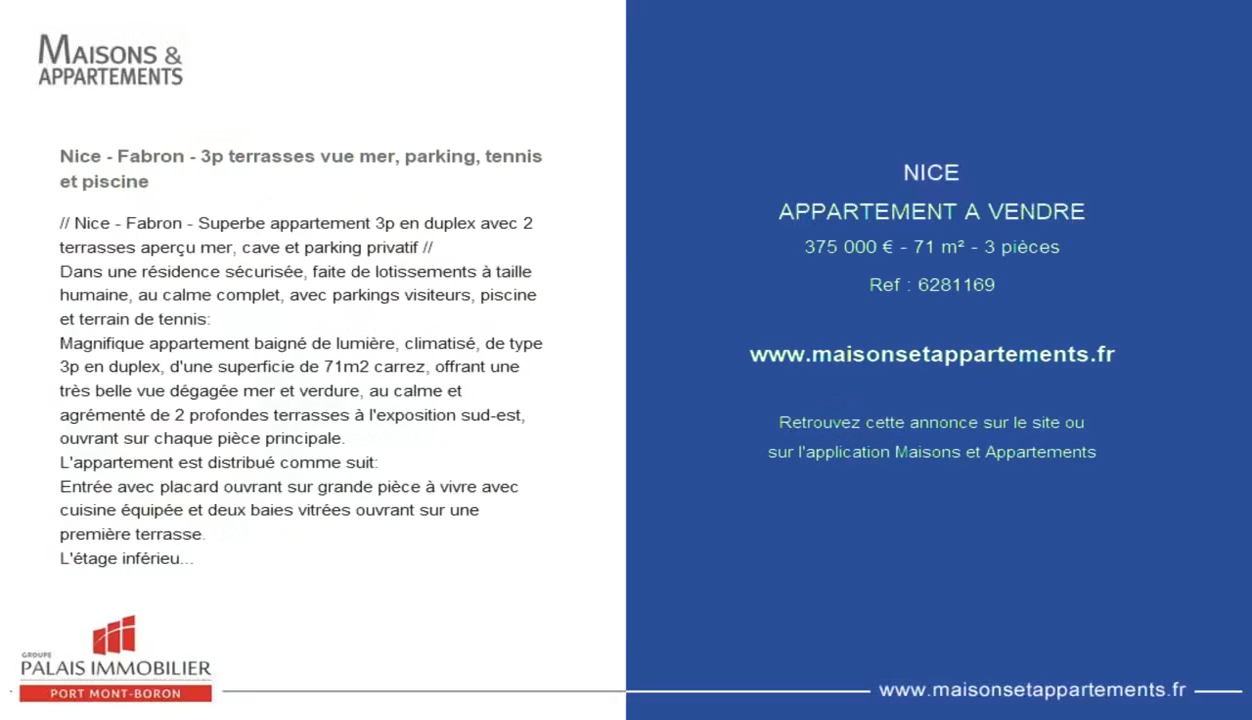 MAISONS &
APPARTEMENTS
Nice - Fabron - 3p terrasses vue mer, parking, tennis
et piscine
// Nice - Fabron - Superbe appartement 3p en duplex avec 2
terrasses aperçu mer, cave et parking privatif //
Dans une résidence sécurisée, faite de lotissements à taille
humaine, au calme complet, avec parkings visiteurs, piscine
et terrain de tennis:
Magnifique appartement baigné de lumière, climatisé, de type
3p en duplex, d'une superficie de 71m2 carrez, offrant une
très belle vue dégagée mer et verdure, au calme et
agrémenté de 2 profondes terrasses à l'exposition sud-est,
ouvrant sur chaque pièce principale.
L'appartement est distribué comme suit:
Entrée avec placard ouvrant sur grande pièce à vivre avec
cuisine équipée et deux baies vitrées ouvrant sur une
première terrasse.
L'étage inférieu...
GROUPE
PALAIS IMMOBILIER
PORT MONT-BORON
NICE
APPARTEMENT A VENDRE
375 000 € - 71 m² - 3 pièces
Ref : 6281169
www.maisonsetappartements.fr
Retrouvez cette annonce sur le site ou
sur l'application Maisons et Appartements
www.maisonsetappartements.fr